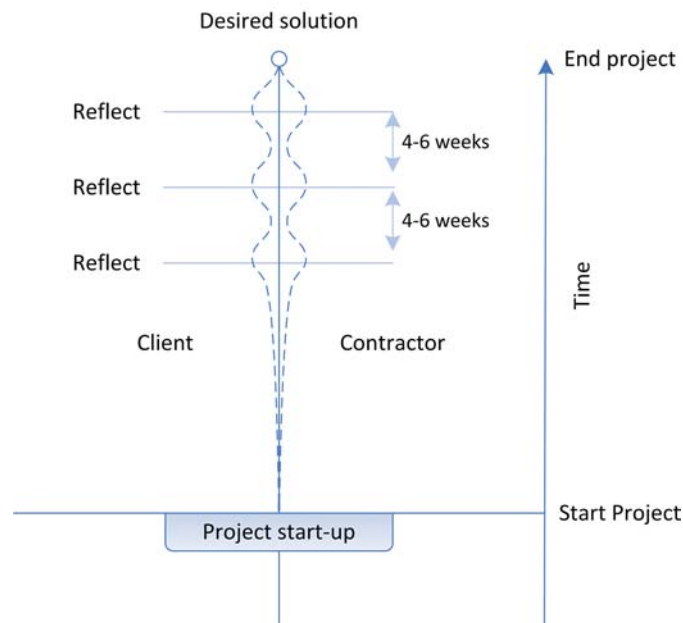 Desired solution
End project
Reflect
4-6 weeks
Reflect
4-6 weeks
Reflect
Time
Client
Contractor
Start Project
Project start-up